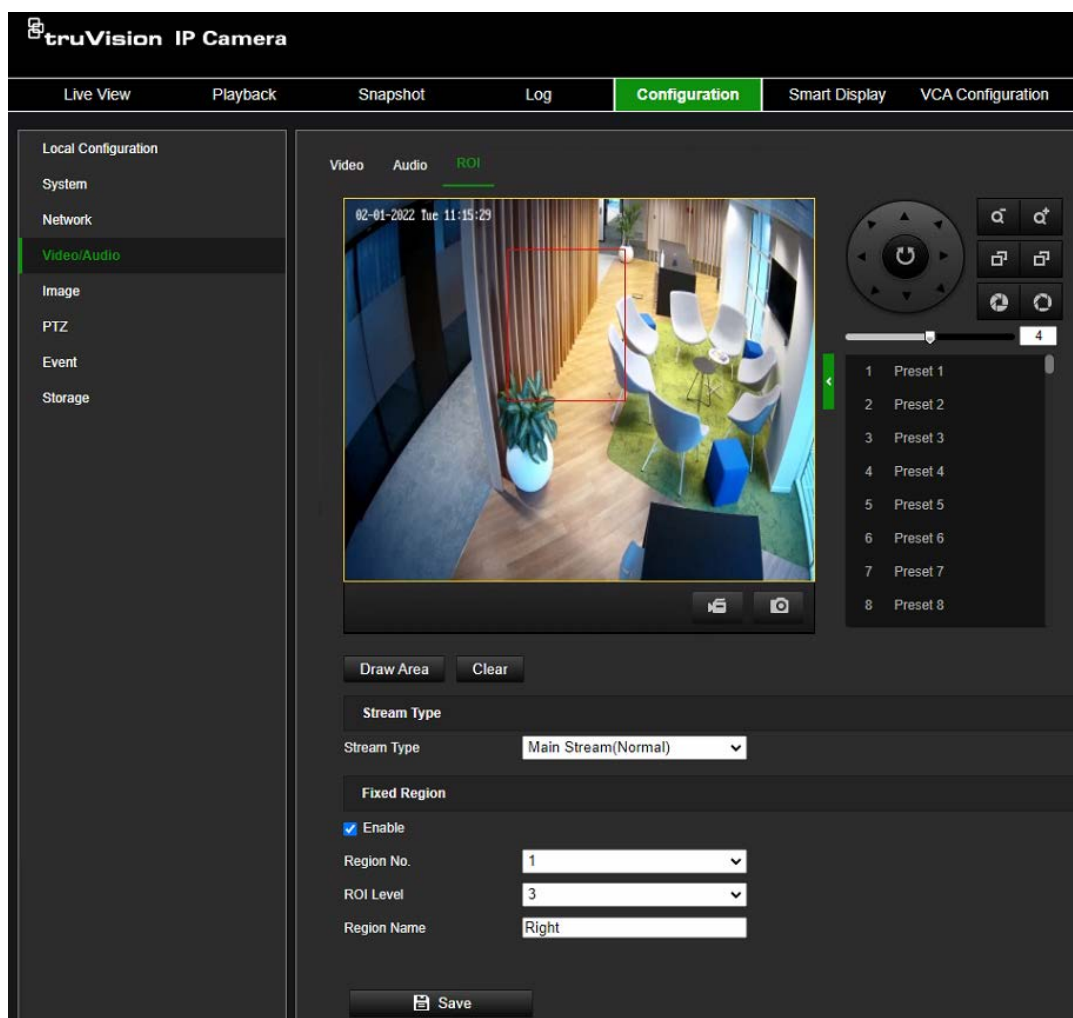 truVision IP Camera
Live View Playback Snapshot Log Configuration Smart Display VCA Configuration
Local Configuration
System
Network
Video/Audio
Image
PTZ
Event
Storage
Video Audio ROI
02-01-2022 Tue 11:15:29
4
1 Preset 1
2 Preset 2
3 Preset 3
4 Preset 4
5 Preset 5
6 Preset 6
7 Preset 7
8 Preset 8
Draw Area Clear
Stream Type
Stream Type Main Stream(Normal)
Fixed Region
Enable
Region No. 1
ROI Level 3
Region Name Right
Save